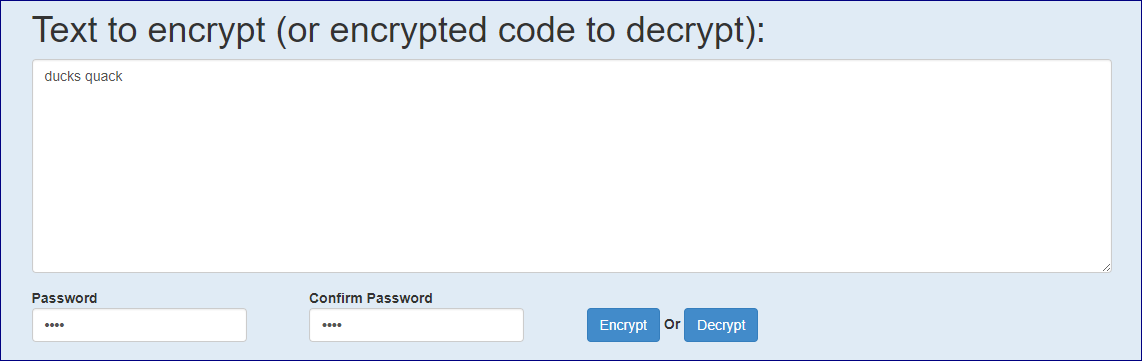 Text to encrypt (or encrypted code to decrypt):
ducks quack
Password Confirm Password
•••• •••• Encrypt Or Decrypt